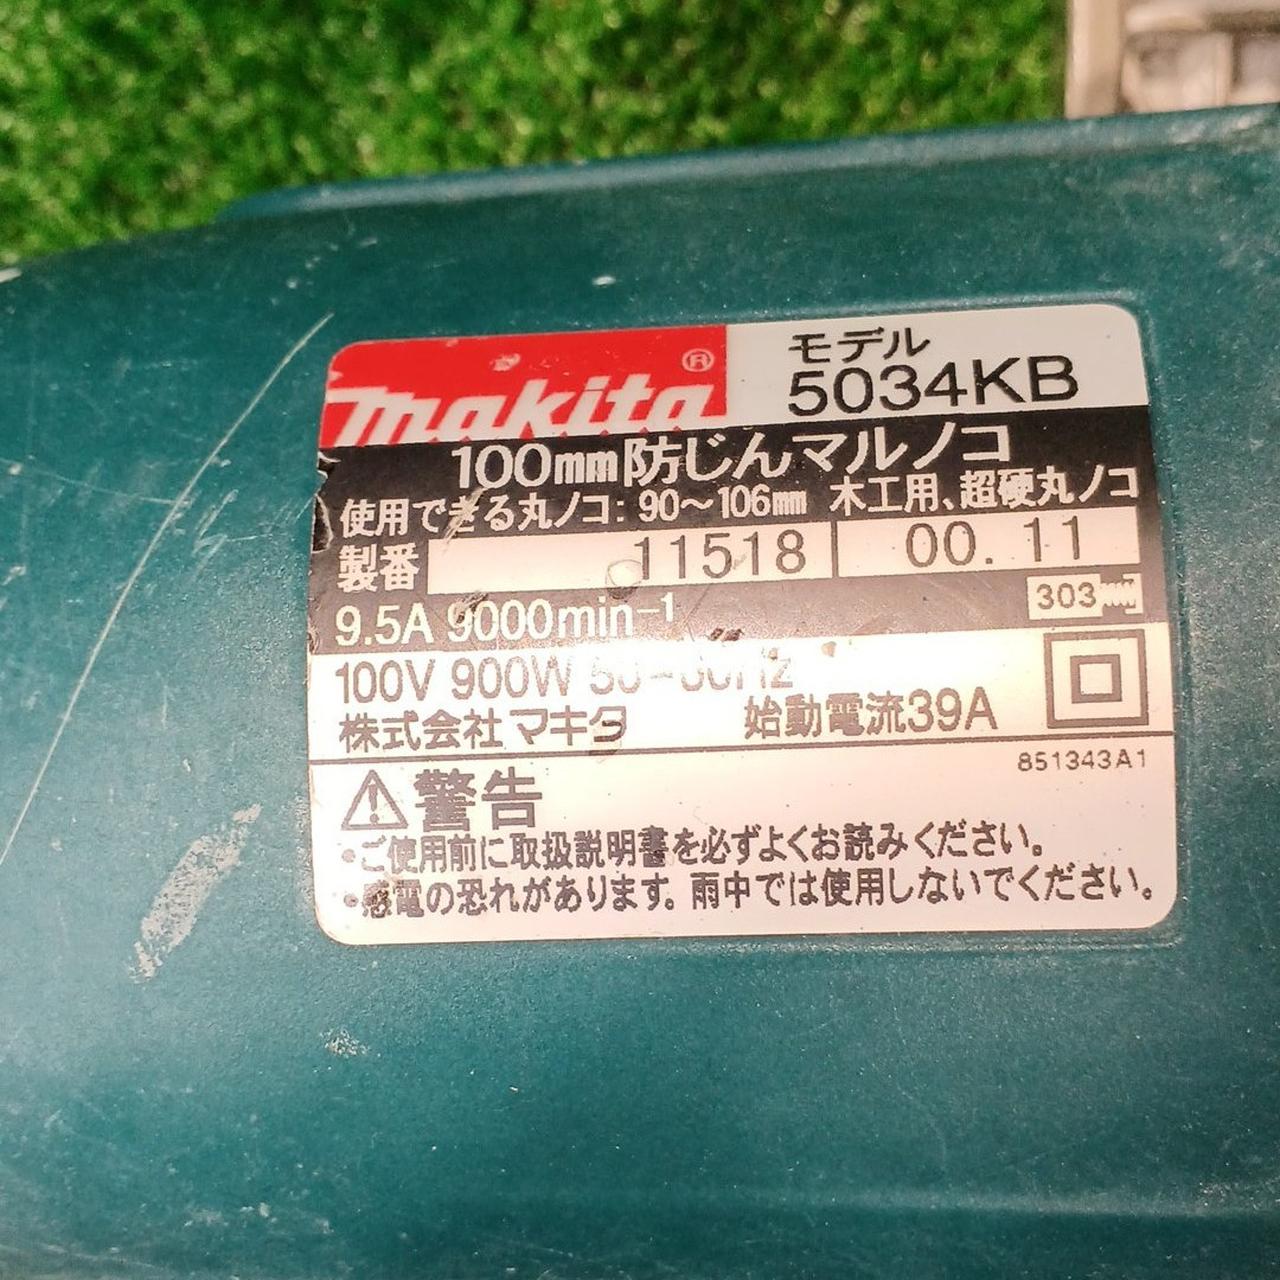 makita®
モデル
5034KB
100mm防じんマルノコ
使用できる丸ノコ: 90~106mm 木工用、超硬丸ノコ
製番 11518 00. 11
9.5A 9000min-1
303
100V 900W 50-60Hz
株式会社 マキタ 始動電流39A
851343A1
⚠警告
・ご使用前に取扱説明書を必ずよくお読みください。
・感電の恐れがあります。雨中では使用しないでください。